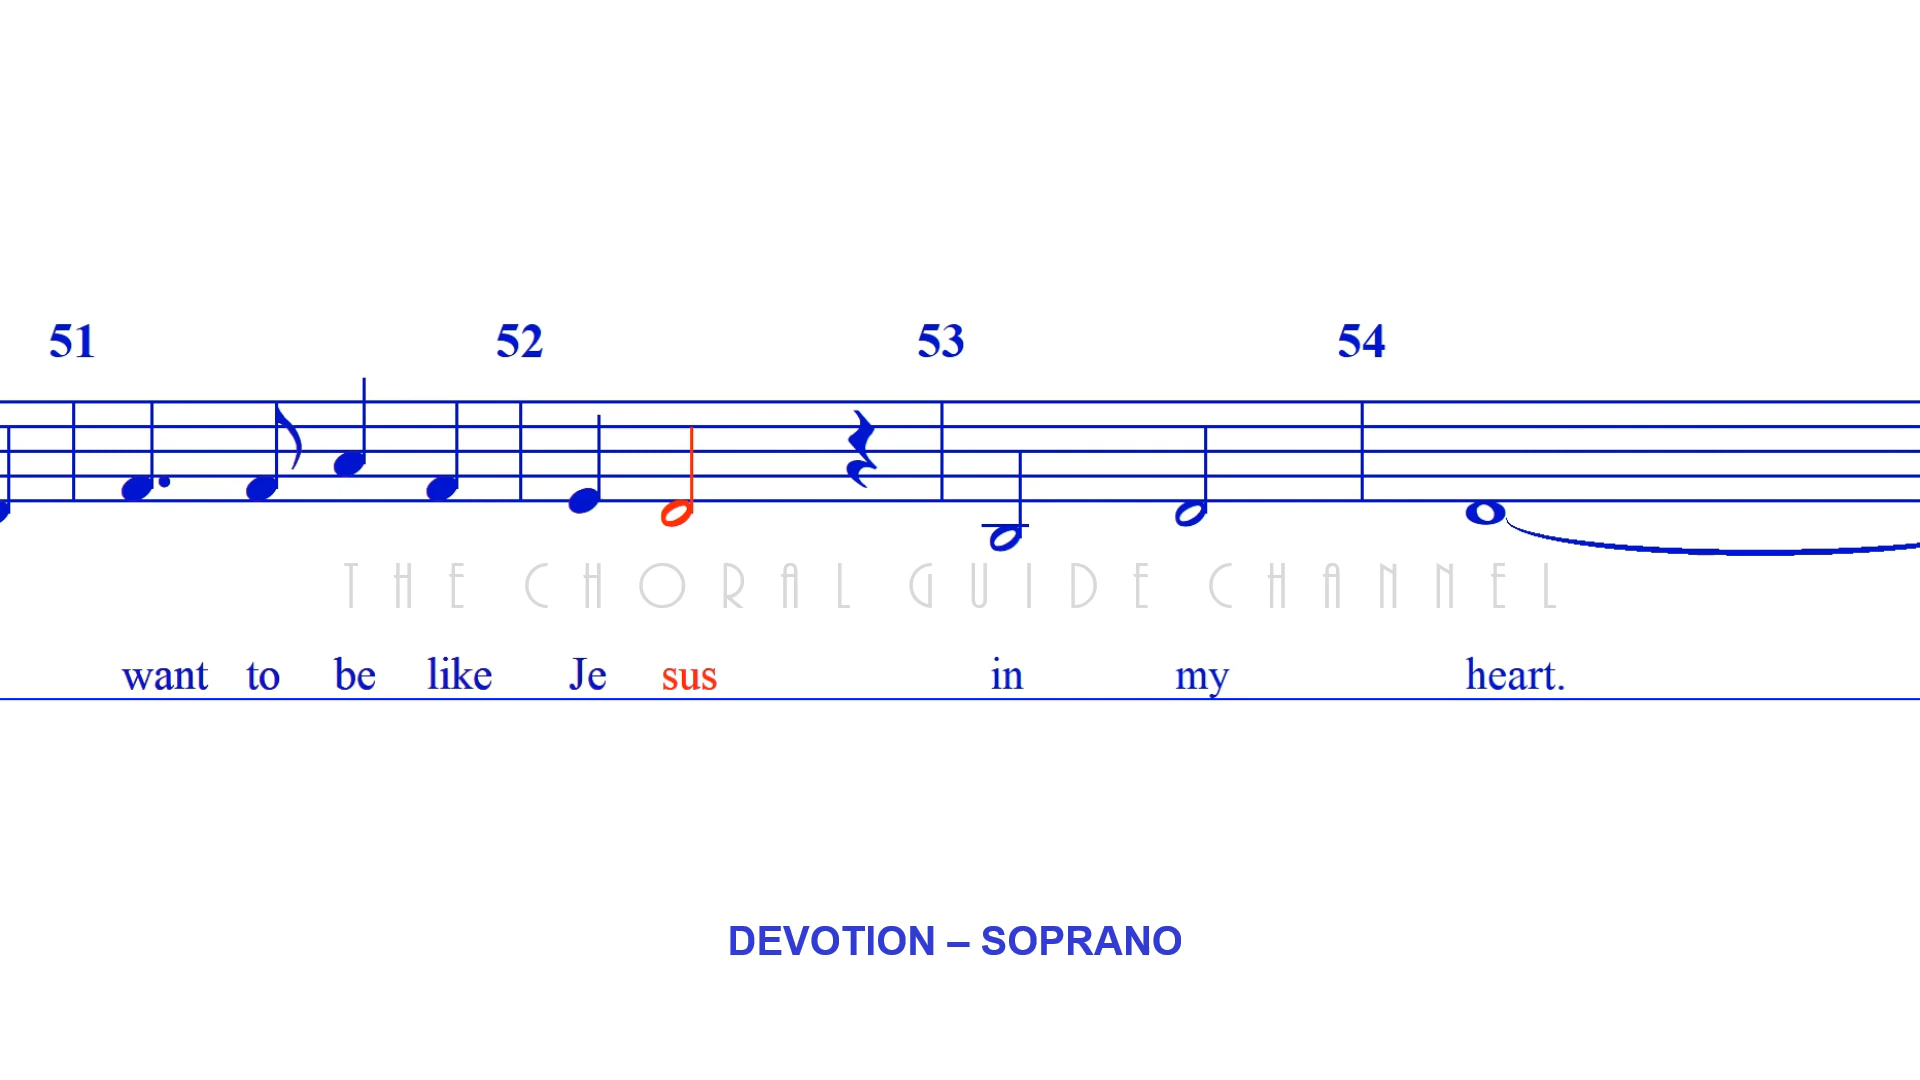 51 52 53 54
THE CHORAL GUIDE CHANNEL
want to be like Je sus in my heart.
DEVOTION – SOPRANO